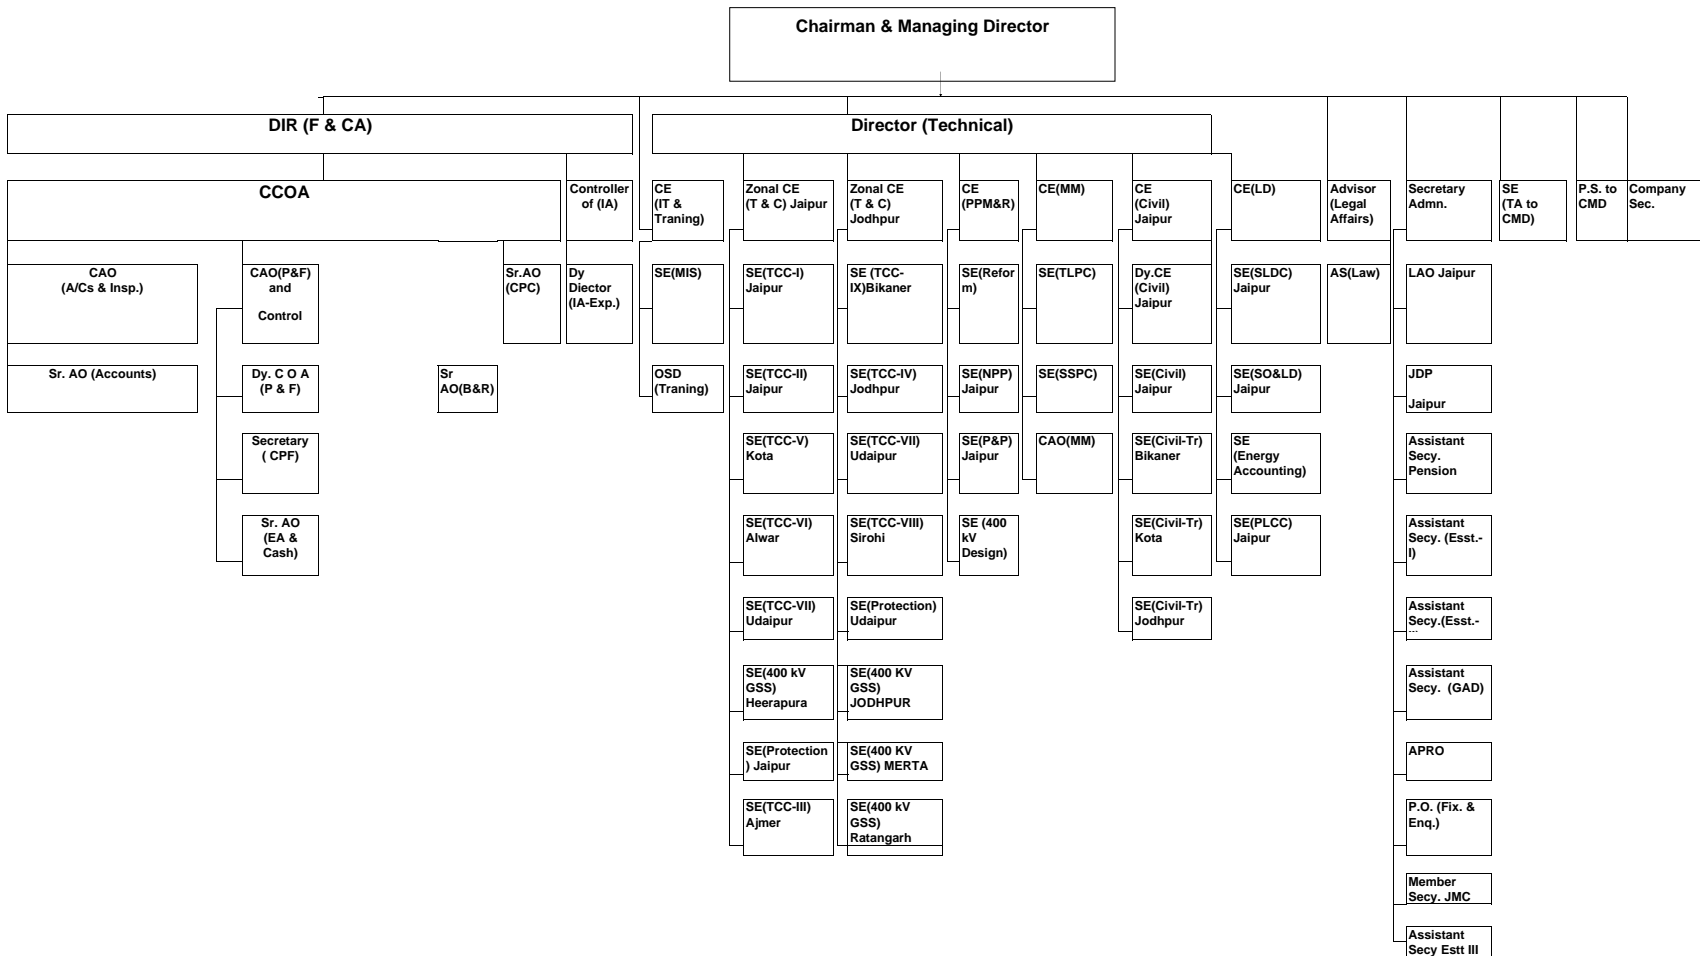 Chairman & Managing Director
DIR (F & CA)
Director (Technical)
CCOA
Controller
of (IA)
CE
(IT &
Traning)
Zonal CE
(T & C) Jaipur
Zonal CE
(T & C)
Jodhpur
CE
(PPM&R)
CE(MM)
CE
(Civil)
Jaipur
CE(LD)
Advisor
(Legal
Affairs)
Secretary
Admn.
SE
(TA to
CMD)
P.S. to
CMD
Company
Sec.
CAO
(A/Cs & Insp.)
CAO(P&F)
and
Control
Sr.AO
(CPC)
Dy
Diector
(IA-Exp.)
SE(MIS)
SE(TCC-I)
Jaipur
SE (TCC-
IX)Bikaner
SE(Refor
m)
SE(TLPC)
Dy.CE
(Civil)
Jaipur
SE(SLDC)
Jaipur
AS(Law)
LAO Jaipur
Sr. AO (Accounts)
Dy. C O A
(P & F)
Sr
AO(B&R)
OSD
(Traning)
SE(TCC-II)
Jaipur
SE(TCC-IV)
Jodhpur
SE(NPP)
Jaipur
SE(SSPC)
SE(Civil)
Jaipur
SE(SO&LD)
Jaipur
JDP
Jaipur
Secretary
( CPF)
SE(TCC-V)
Kota
SE(TCC-VII)
Udaipur
SE(P&P)
Jaipur
CAO(MM)
SE(Civil-Tr)
Bikaner
SE
(Energy
Accounting)
Assistant
Secy.
Pension
Sr. AO
(EA &
Cash)
SE(TCC-VI)
Alwar
SE(TCC-VIII)
Sirohi
SE (400
kV
Design)
SE(Civil-Tr)
Kota
SE(PLCC)
Jaipur
Assistant
Secy. (Esst.-
I)
SE(TCC-VII)
Udaipur
SE(Protection)
Udaipur
SE(Civil-Tr)
Jodhpur
Assistant
Secy.(Esst.-
SE(400 kV
GSS)
Heerapura
SE(400 KV
GSS)
JODHPUR
Assistant
Secy. (GAD)
SE(Protection
) Jaipur
SE(400 KV
GSS) MERTA
APRO
SE(TCC-III)
Ajmer
SE(400 kV
GSS)
Ratangarh
P.O. (Fix. &
Enq.)
Member
Secy. JMC
Assistant
Secy Estt III